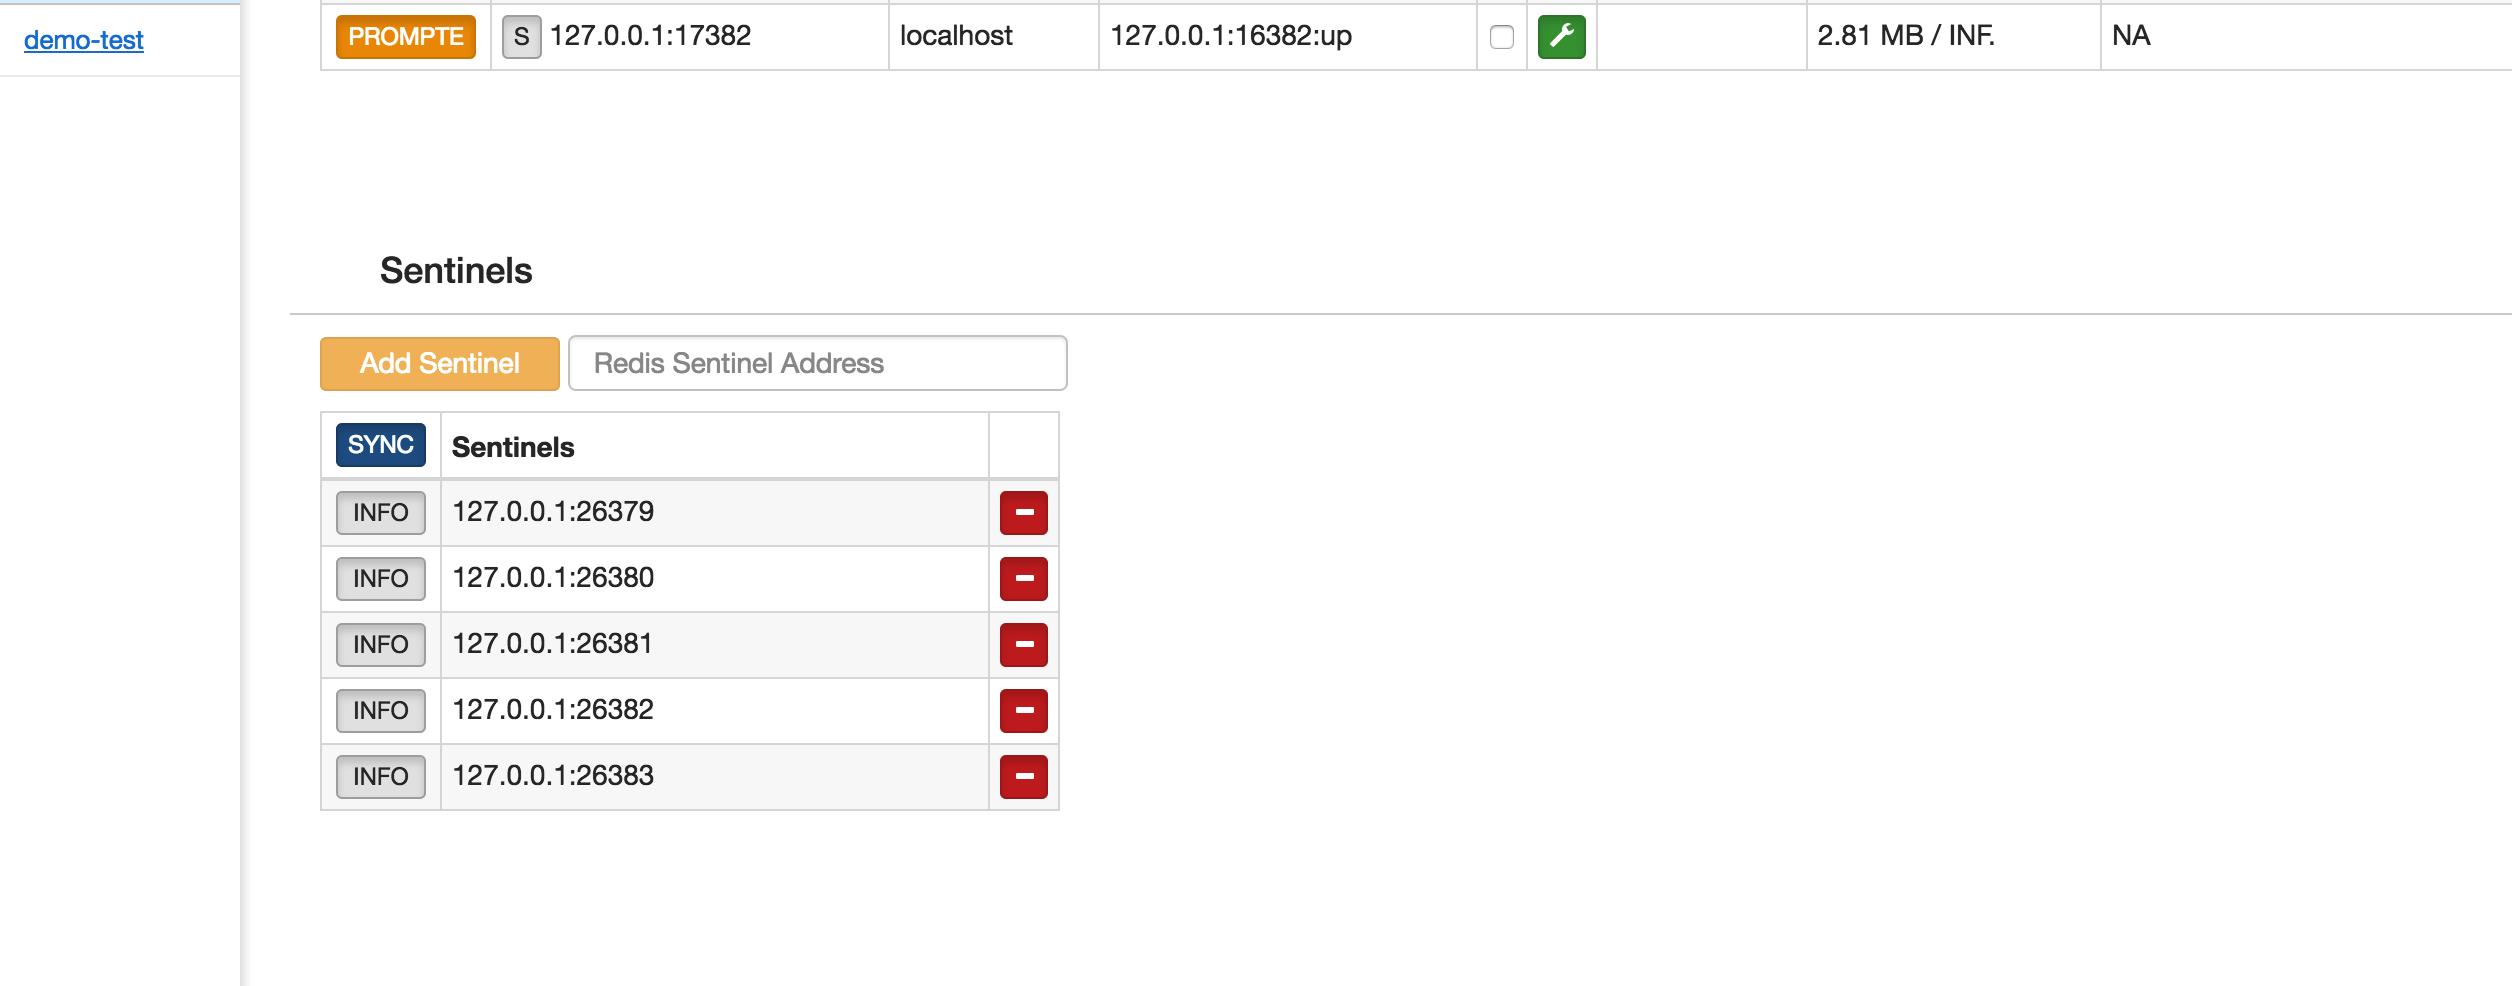 demo-test
PROMPTE S 127.0.0.1:17382 localhost 127.0.0.1:16382:up 2.81 MB / INF. NA
Sentinels
Add Sentinel Redis Sentinel Address
SYNC Sentinels
INFO 127.0.0.1:26379
INFO 127.0.0.1:26380
INFO 127.0.0.1:26381
INFO 127.0.0.1:26382
INFO 127.0.0.1:26383